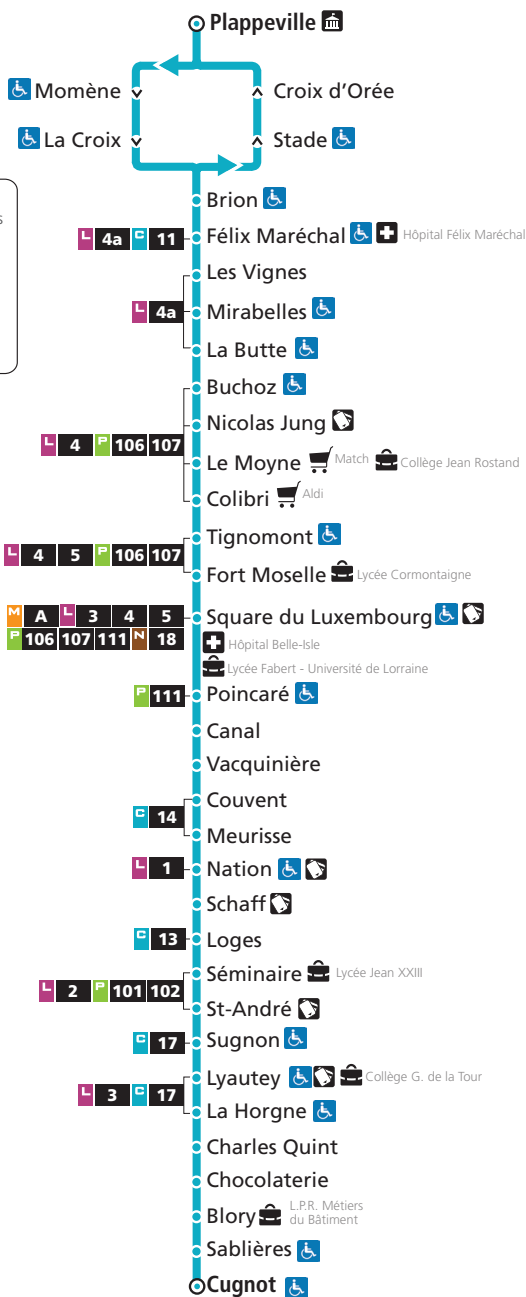 Plappeville
Momène
Croix d'Orée
La Croix
Stade
s
Brion
L 4a C 11
Félix Maréchal
Hôpital Félix Maréchal
Les Vignes
L 4a
Mirabelles
La Butte
Buchoz
Nicolas Jung
L 4 P 106 107
Le Moyne
Match
Collège Jean Rostand
Colibri
Aldi
Tignomont
L 4 5 P 106 107
Fort Moselle
Lycée Cormontaigne
M A L 3 4 5
Square du Luxembourg
P 106 107 111 N 18
Hôpital Belle-Isle
Lycée Fabert - Université de Lorraine
P 111
Poincaré
Canal
Vacquinière
Couvent
C 14
Meurisse
L 1
Nation
Schaff
C 13
Loges
Séminaire
Lycée Jean XXIII
L 2 P 101 102
St-André
C 17
Sugnon
Lyautey
Collège G. de la Tour
L 3 C 17
La Horgne
Charles Quint
Chocolaterie
Blory
L.P.R. Métiers
du Bâtiment
Sablières
Cugnot